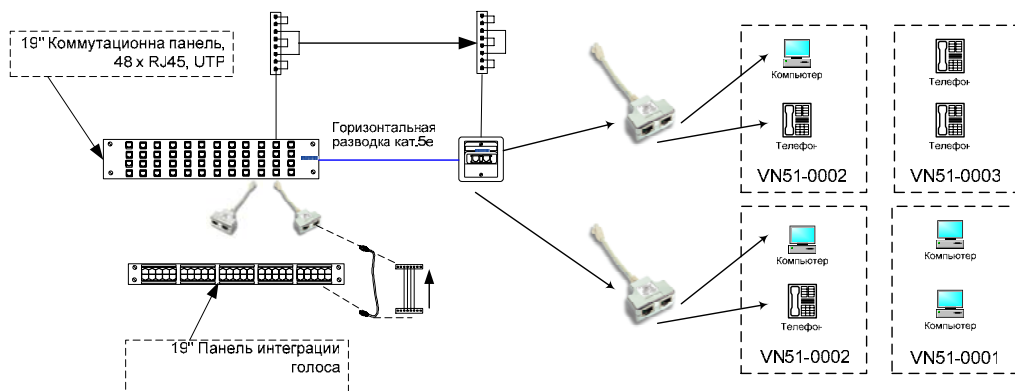 19" Коммутационна панель,
48 x RJ45, UTP
Горизонтальная
разводка кат.5е
19" Панель интеграции
голоса
Компьютер
Телефон
VN51-0002
Телефон
Телефон
VN51-0003
Компьютер
Телефон
VN51-0002
Компьютер
Компьютер
VN51-0001